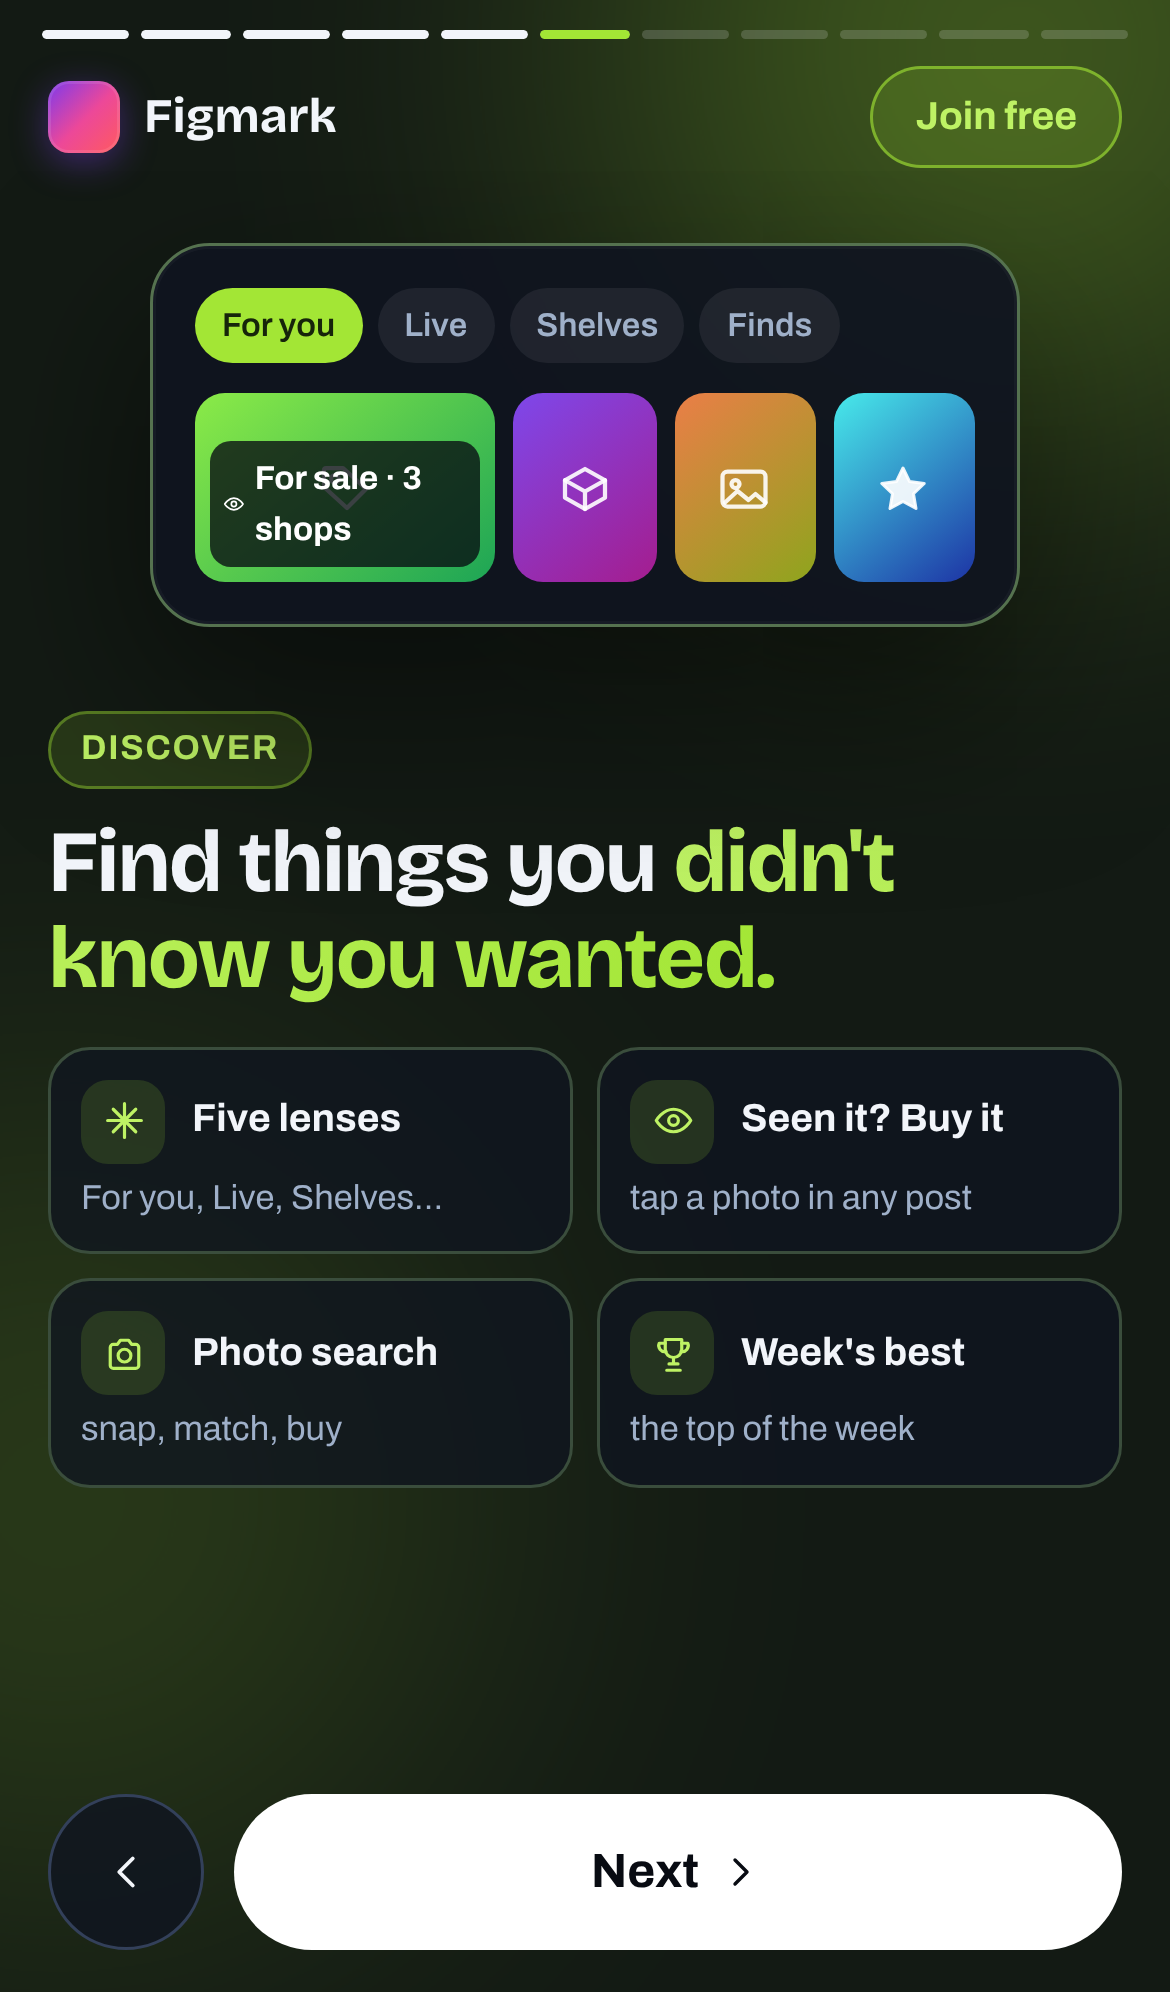 Figmark
Join free
For you
Live
Shelves
Finds
For sale · 3
shops
DISCOVER
Find things you didn't
know you wanted.
Five lenses
For you, Live, Shelves...
Seen it? Buy it
tap a photo in any post
Photo search
snap, match, buy
Week's best
the top of the week
Next